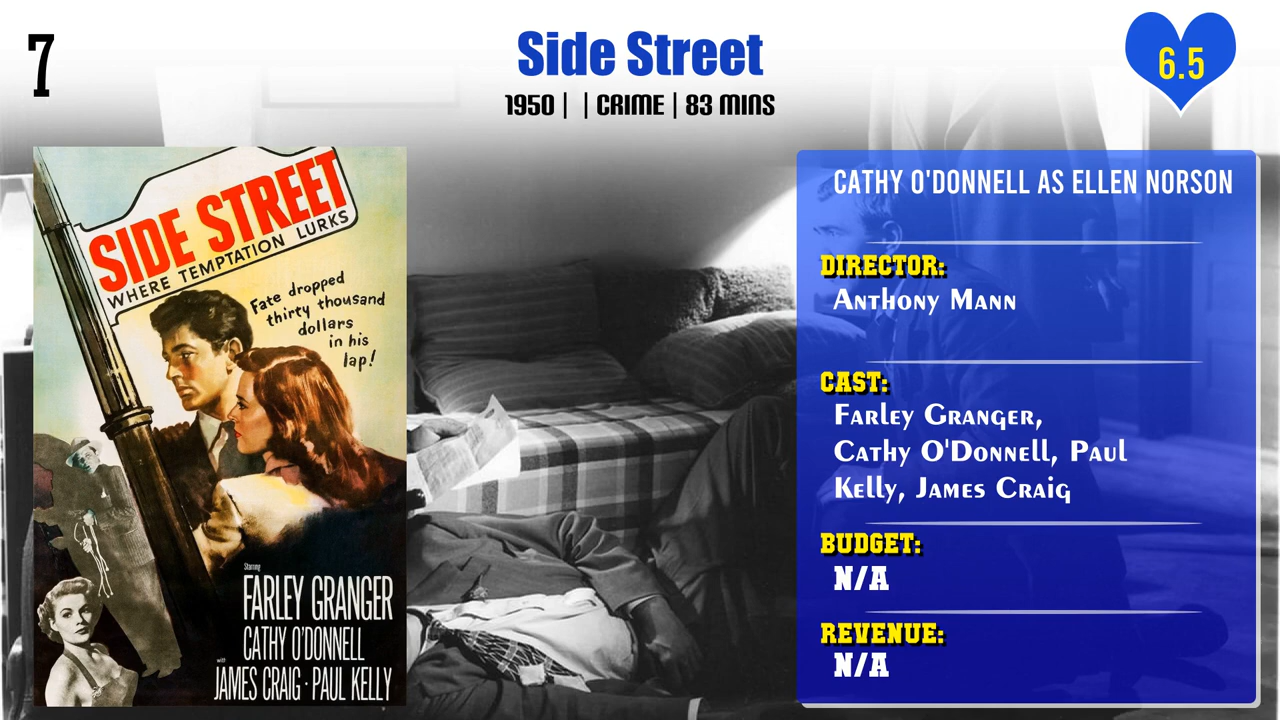 7
Side Street
1950 | | CRIME | 83 MINS
6.5
SIDE STREET
WHERE TEMPTATION LURKS
Fate dropped
thirty thousand
dollars
in his
lap!
Starring
FARLEY GRANGER
CATHY O'DONNELL
with
JAMES CRAIG · PAUL KELLY
CATHY O'DONNELL AS ELLEN NORSON
DIRECTOR:
Anthony Mann
CAST:
Farley Granger,
Cathy O'Donnell, Paul
Kelly, James Craig
BUDGET:
N/A
REVENUE:
N/A